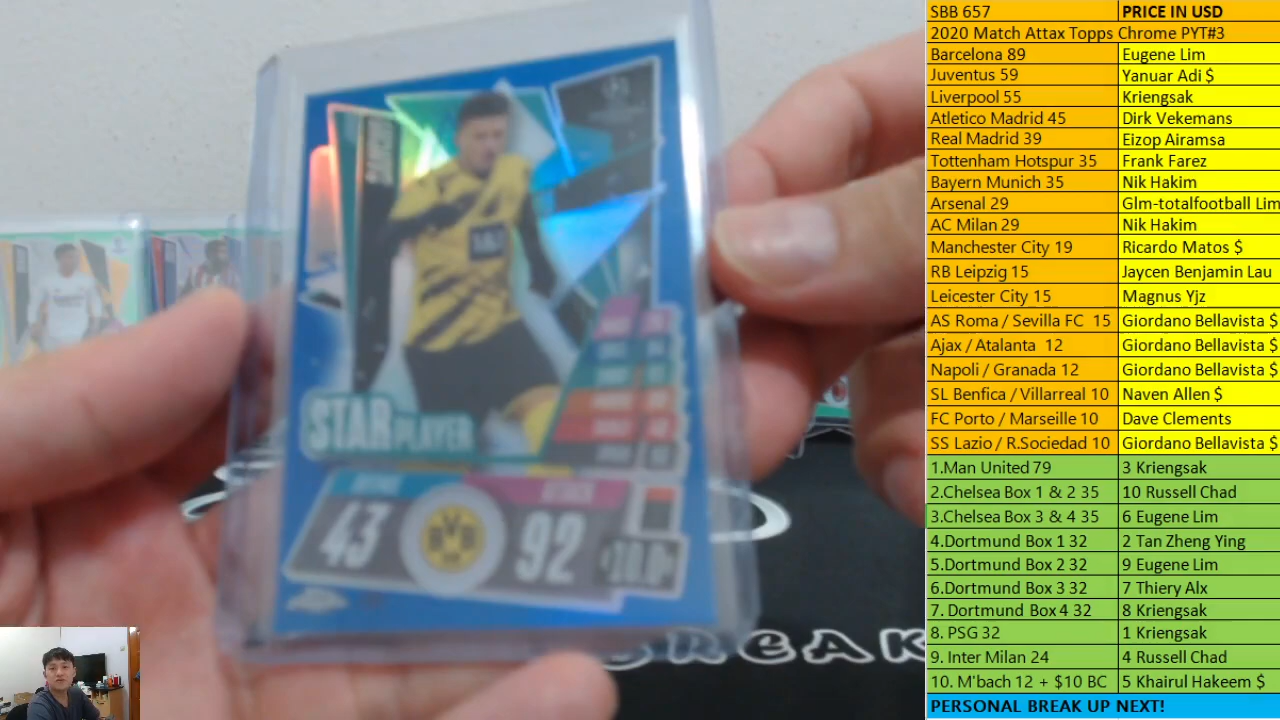 SANCHO
STAR PLAYER
43
BVB
09
92
BREAK
SBB 657 PRICE IN USD
2020 Match Attax Topps Chrome PYT#3
Barcelona 89 Eugene Lim
Juventus 59 Yanuar Adi $
Liverpool 55 Kriengsak
Atletico Madrid 45 Dirk Vekemans
Real Madrid 39 Eizop Airamsa
Tottenham Hotspur 35 Frank Farez
Bayern Munich 35 Nik Hakim
Arsenal 29 Glm-totalfootball Lim
AC Milan 29 Nik Hakim
Manchester City 19 Ricardo Matos $
RB Leipzig 15 Jaycen Benjamin Lau
Leicester City 15 Magnus Yjz
AS Roma / Sevilla FC 15 Giordano Bellavista $
Ajax / Atalanta 12 Giordano Bellavista $
Napoli / Granada 12 Giordano Bellavista $
SL Benfica / Villarreal 10 Naven Allen $
FC Porto / Marseille 10 Dave Clements
SS Lazio / R.Sociedad 10 Giordano Bellavista $
1.Man United 79 3 Kriengsak
2.Chelsea Box 1 & 2 35 10 Russell Chad
3.Chelsea Box 3 & 4 35 6 Eugene Lim
4.Dortmund Box 1 32 2 Tan Zheng Ying
5.Dortmund Box 2 32 9 Eugene Lim
6.Dortmund Box 3 32 7 Thiery Alx
7. Dortmund Box 4 32 8 Kriengsak
8. PSG 32 1 Kriengsak
9. Inter Milan 24 4 Russell Chad
10. M'bach 12 + $10 BC 5 Khairul Hakeem $
PERSONAL BREAK UP NEXT!